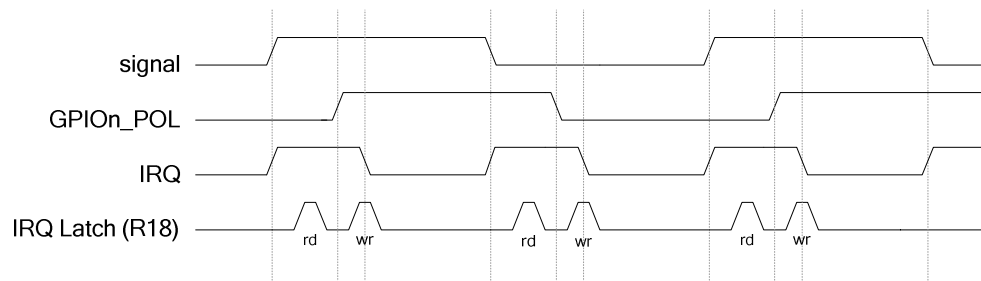 signal
GPIOn_POL
IRQ
IRQ Latch (R18)
rd wr rd wr rd wr